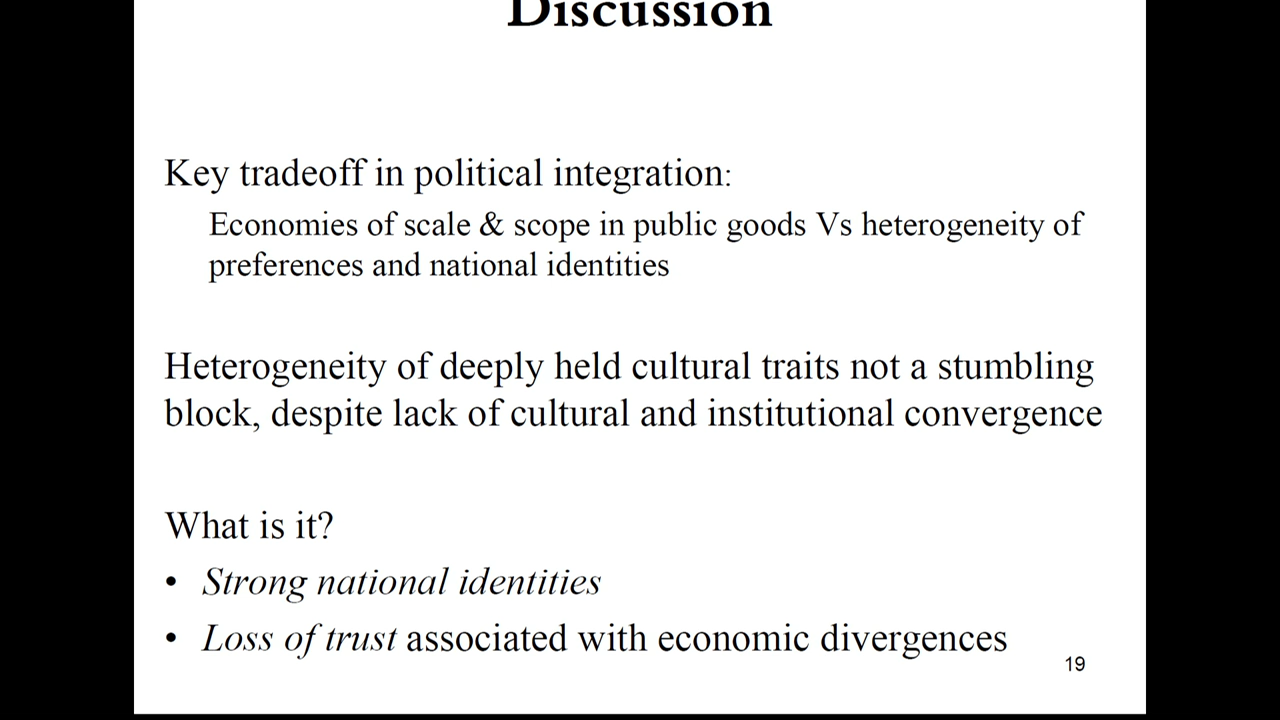 Discussion
Key tradeoff in political integration:
Economies of scale & scope in public goods Vs heterogeneity of
preferences and national identities
Heterogeneity of deeply held cultural traits not a stumbling
block, despite lack of cultural and institutional convergence
What is it?
• Strong national identities
• Loss of trust associated with economic divergences
19